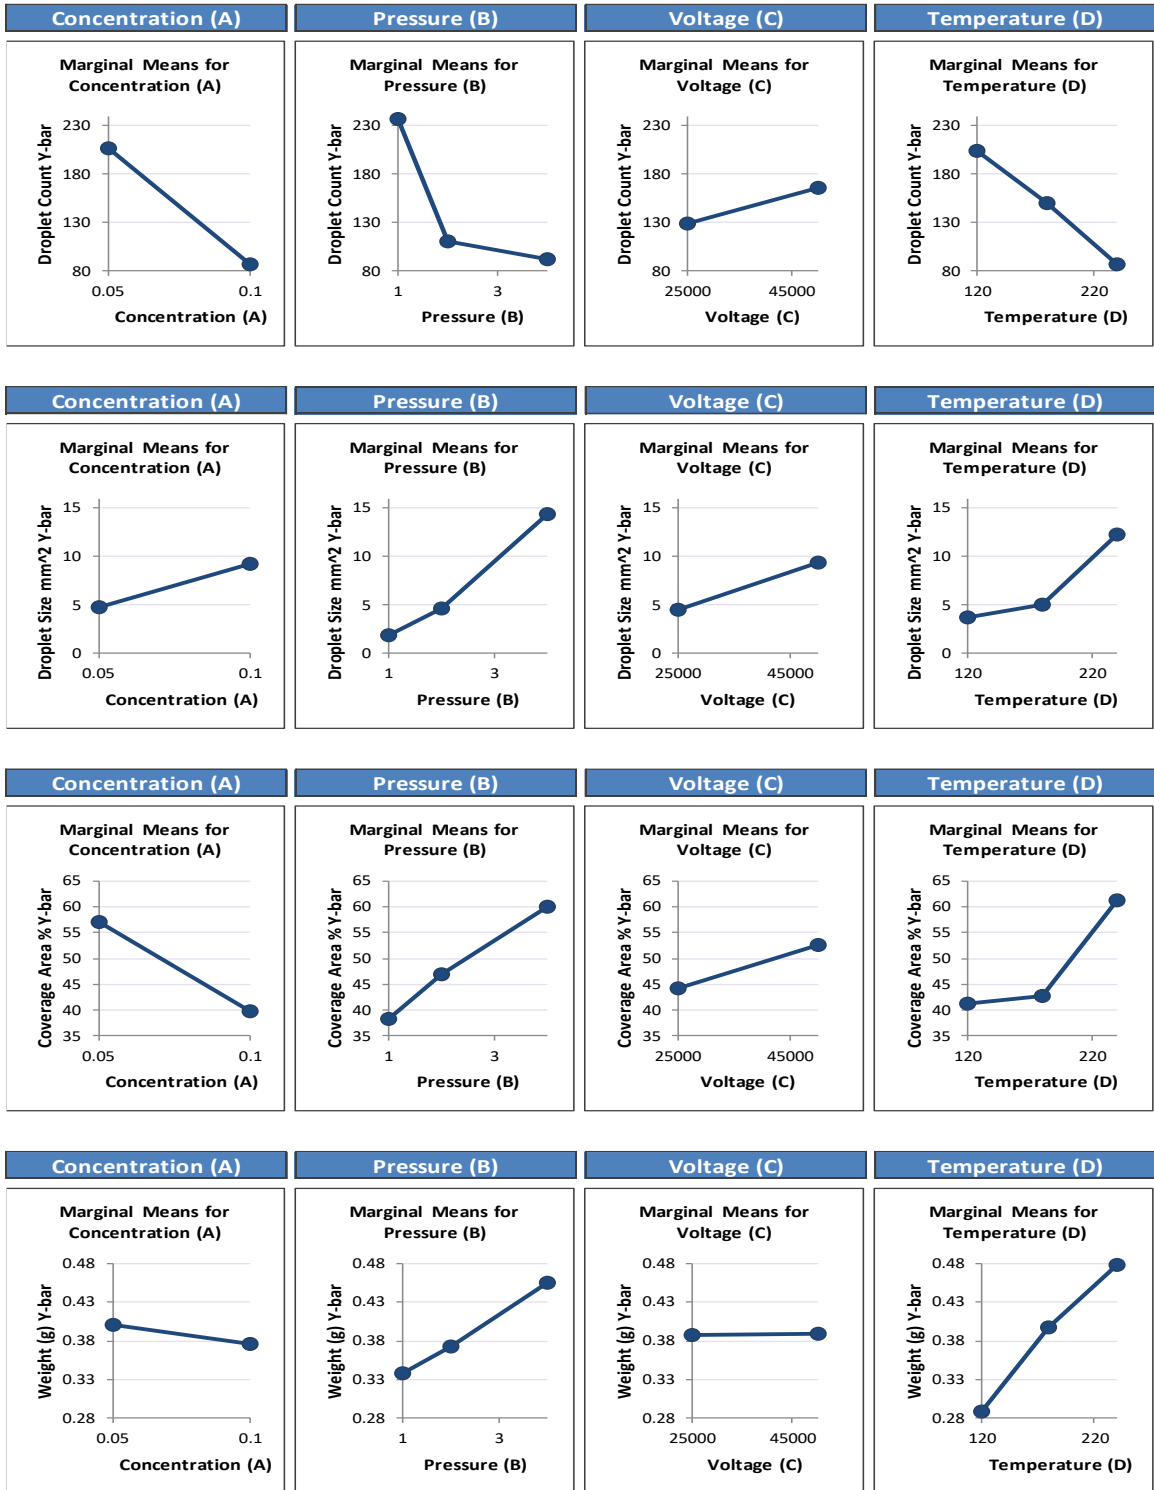 Concentration (A)
Pressure (B)
Voltage (C)
Temperature (D)
Marginal Means for
Concentration (A)
Droplet Count Y-bar
230
180
130
80
0.05
0.1
Concentration (A)
Marginal Means for
Pressure (B)
Droplet Count Y-bar
230
180
130
80
1
3
Pressure (B)
Marginal Means for
Voltage (C)
Droplet Count Y-bar
230
180
130
80
25000
45000
Voltage (C)
Marginal Means for
Temperature (D)
Droplet Count Y-bar
230
180
130
80
120
220
Temperature (D)
Concentration (A)
Pressure (B)
Voltage (C)
Temperature (D)
Marginal Means for
Concentration (A)
Droplet Size mm^2 Y-bar
15
10
5
0
0.05
0.1
Concentration (A)
Marginal Means for
Pressure (B)
Droplet Size mm^2 Y-bar
15
10
5
0
1
3
Pressure (B)
Marginal Means for
Voltage (C)
Droplet Size mm^2 Y-bar
15
10
5
0
25000
45000
Voltage (C)
Marginal Means for
Temperature (D)
Droplet Size mm^2 Y-bar
15
10
5
0
120
220
Temperature (D)
Concentration (A)
Pressure (B)
Voltage (C)
Temperature (D)
Marginal Means for
Concentration (A)
Coverage Area % Y-bar
65
60
55
50
45
40
35
0.05
0.1
Concentration (A)
Marginal Means for
Pressure (B)
Coverage Area % Y-bar
65
60
55
50
45
40
35
1
3
Pressure (B)
Marginal Means for
Voltage (C)
Coverage Area % Y-bar
65
60
55
50
45
40
35
25000
45000
Voltage (C)
Marginal Means for
Temperature (D)
Coverage Area % Y-bar
65
60
55
50
45
40
35
120
220
Temperature (D)
Concentration (A)
Pressure (B)
Voltage (C)
Temperature (D)
Marginal Means for
Concentration (A)
Weight (g) Y-bar
0.48
0.43
0.38
0.33
0.28
0.05
0.1
Concentration (A)
Marginal Means for
Pressure (B)
Weight (g) Y-bar
0.48
0.43
0.38
0.33
0.28
1
3
Pressure (B)
Marginal Means for
Voltage (C)
Weight (g) Y-bar
0.48
0.43
0.38
0.33
0.28
25000
45000
Voltage (C)
Marginal Means for
Temperature (D)
Weight (g) Y-bar
0.48
0.43
0.38
0.33
0.28
120
220
Temperature (D)